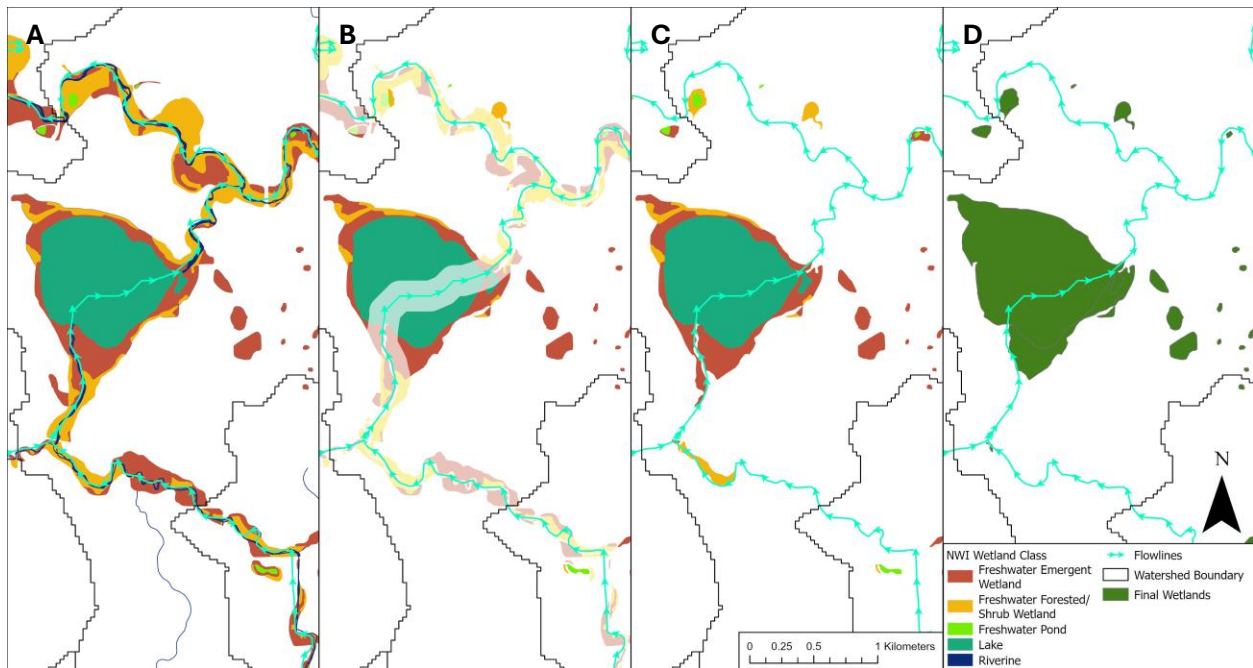 A
B
C
D
N
NWI Wetland Class
Freshwater Emergent
Wetland
Freshwater Forested/
Shrub Wetland
Freshwater Pond
Lake
Riverine
Flowlines
Watershed Boundary
Final Wetlands
0 0.25 0.5 1 Kilometers